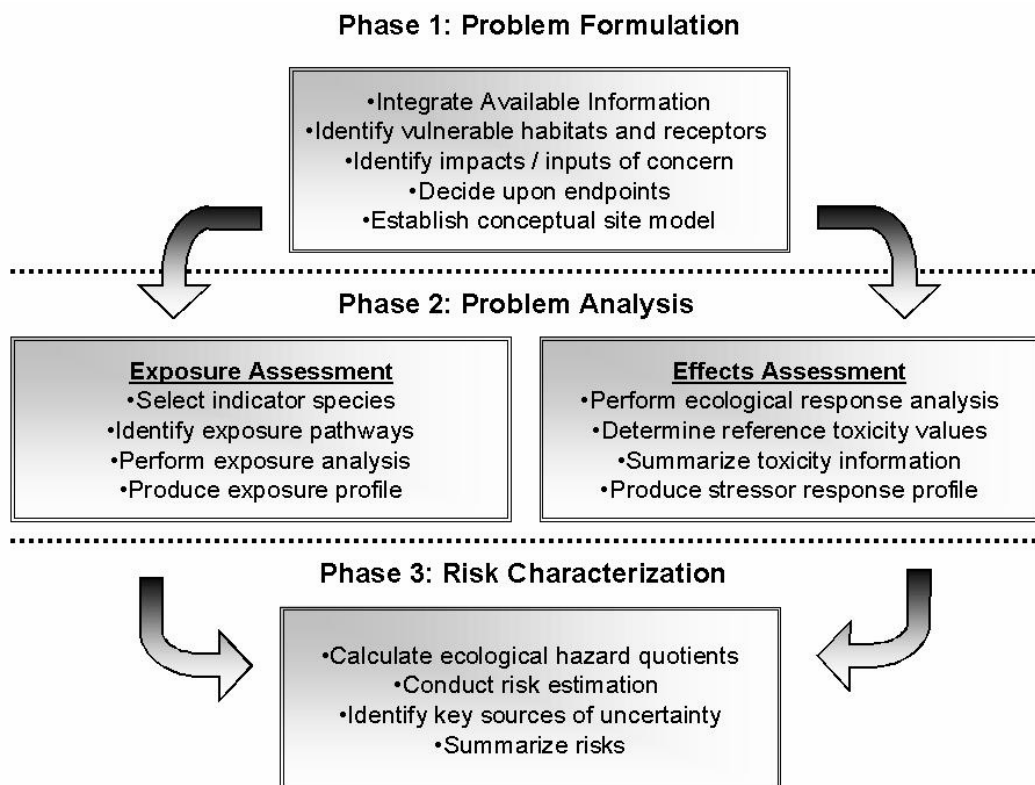 Phase 1: Problem Formulation
•Integrate Available Information
•Identify vulnerable habitats and receptors
•Identify impacts / inputs of concern
•Decide upon endpoints
•Establish conceptual site model
Phase 2: Problem Analysis
Exposure Assessment
•Select indicator species
•Identify exposure pathways
•Perform exposure analysis
•Produce exposure profile
Effects Assessment
•Perform ecological response analysis
•Determine reference toxicity values
•Summarize toxicity information
•Produce stressor response profile
Phase 3: Risk Characterization
•Calculate ecological hazard quotients
•Conduct risk estimation
•Identify key sources of uncertainty
•Summarize risks